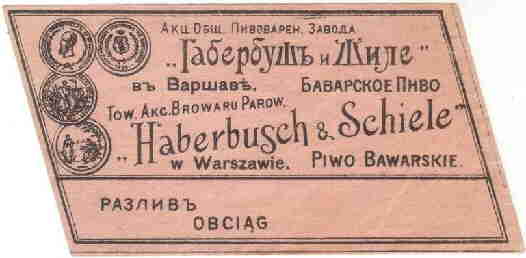 Акц. Общ. Пивоварен. Завода
„Габербушъ и Жиле"
въ Варшавѣ. Баварское Пиво
Tow. Akc. Browaru Parow.
„Haberbusch & Schiele"
w Warszawie. Piwo Bawarskie.
Разливъ
Obciąg